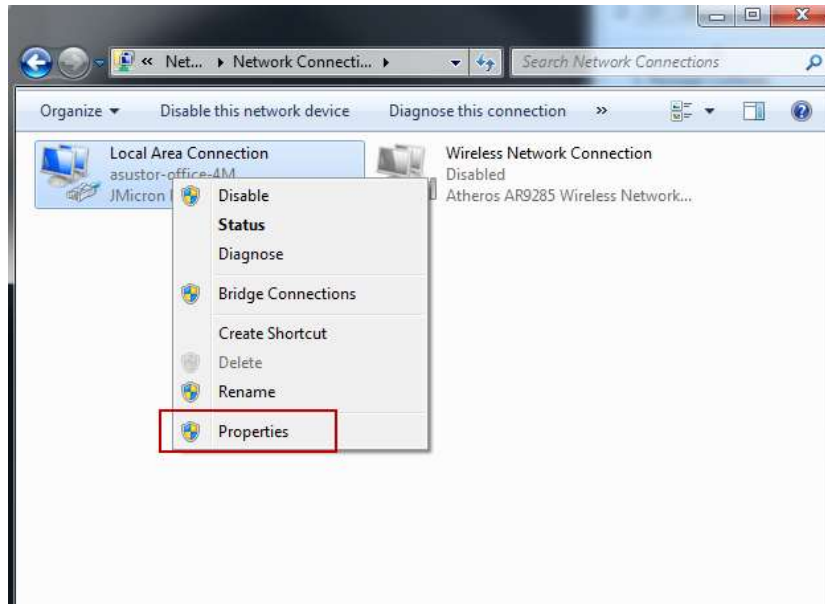 « Net... Network Connecti...
Search Network Connections
Organize Disable this network device Diagnose this connection »
Local Area Connection
asustor-office-4M
JMicron
Wireless Network Connection
Disabled
Atheros AR9285 Wireless Network...
Disable
Status
Diagnose
Bridge Connections
Create Shortcut
Delete
Rename
Properties